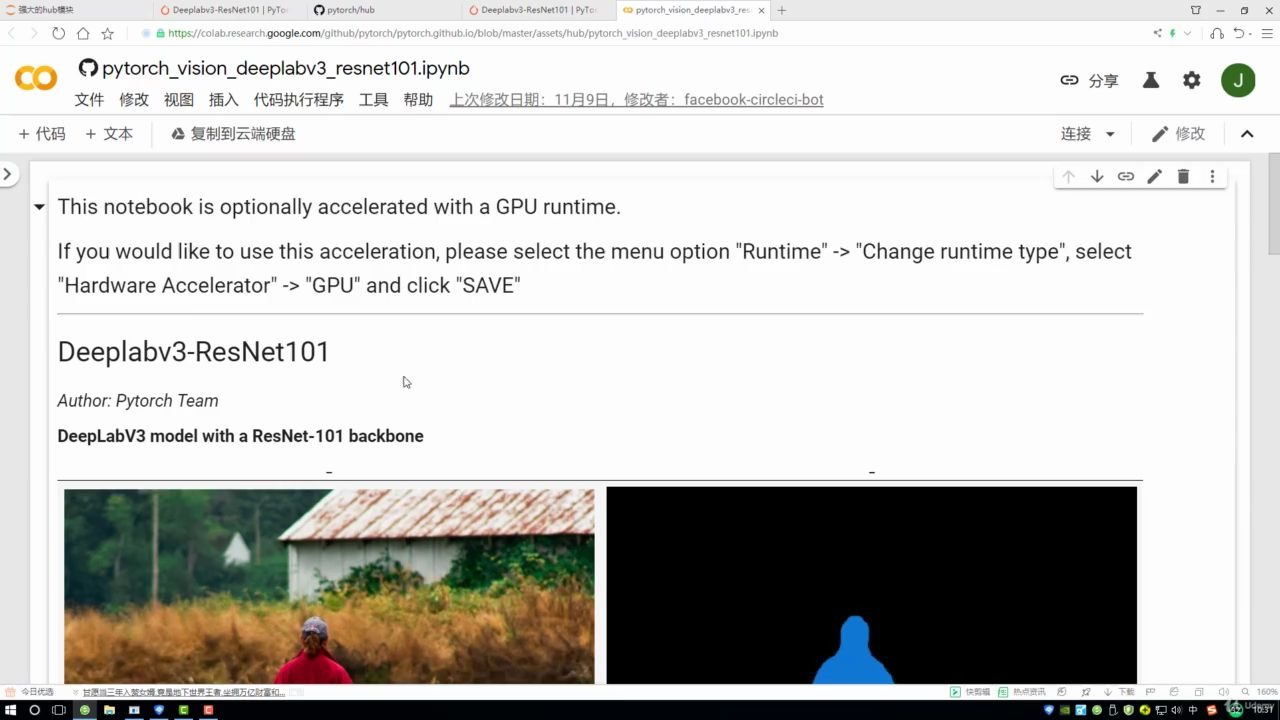 强大的hub模块
Deeplabv3-ResNet101 | PyTo
pytorch/hub
Deeplabv3-ResNet101 | PyTo
pytorch_vision_deeplabv3_res
https://colab.research.google.com/github/pytorch/pytorch.github.io/blob/master/assets/hub/pytorch_vision_deeplabv3_resnet101.ipynb
pytorch_vision_deeplabv3_resnet101.ipynb
分享
J
文件 修改 视图 插入 代码执行程序 工具 帮助 上次修改日期：11月9日，修改者：facebook-circleci-bot
+ 代码 + 文本 复制到云端硬盘
连接 修改
This notebook is optionally accelerated with a GPU runtime.
If you would like to use this acceleration, please select the menu option "Runtime" -> "Change runtime type", select
"Hardware Accelerator" -> "GPU" and click "SAVE"
Deeplabv3-ResNet101
Author: Pytorch Team
DeepLabV3 model with a ResNet-101 backbone
- -
今日优选
快剪辑 热点资讯 下载 160%
中 10:31
Udemy